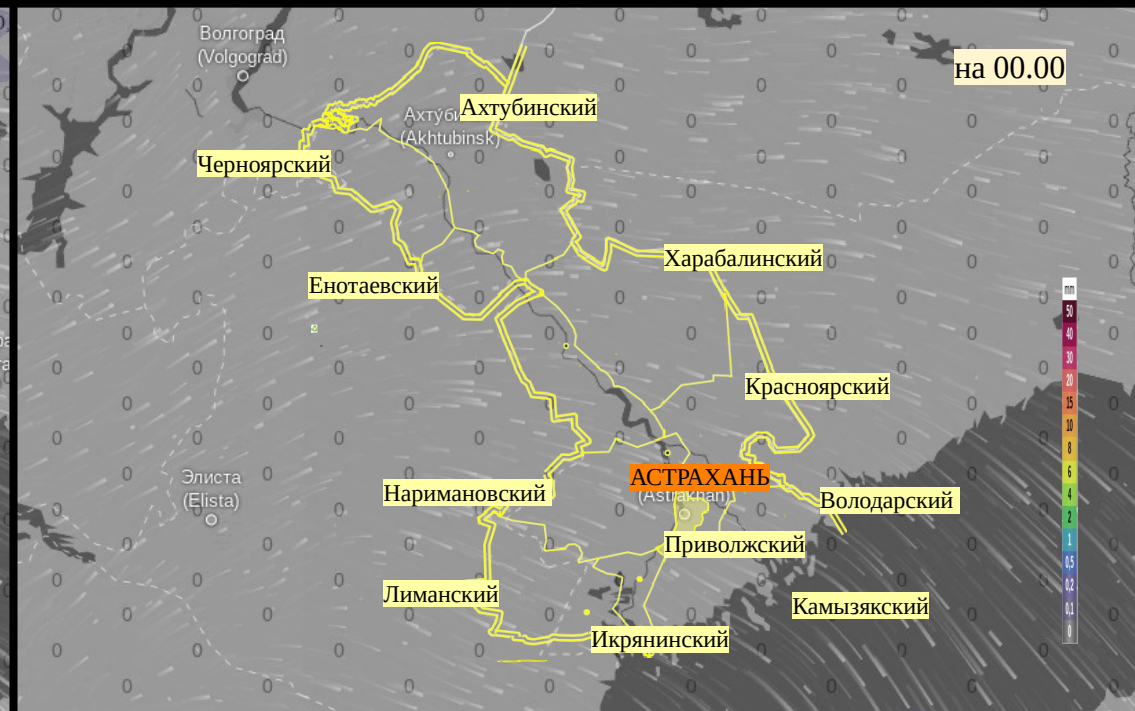 Волгоград
(Volgograd)
на 00.00
Ахтубинский
(Akhtubinsk)
Черноярский
Харабалинский
Енотаевский
mm
50
40
30
20
15
10
8
6
4
2
1
0,5
0,2
0,1
0
Красноярский
Элиста
(Elista)
АСТРАХАНЬ
(Astrakhan)
Нариманoвский
Володарский
Приволжский
Лиманский
Камызякский
Икрянинский